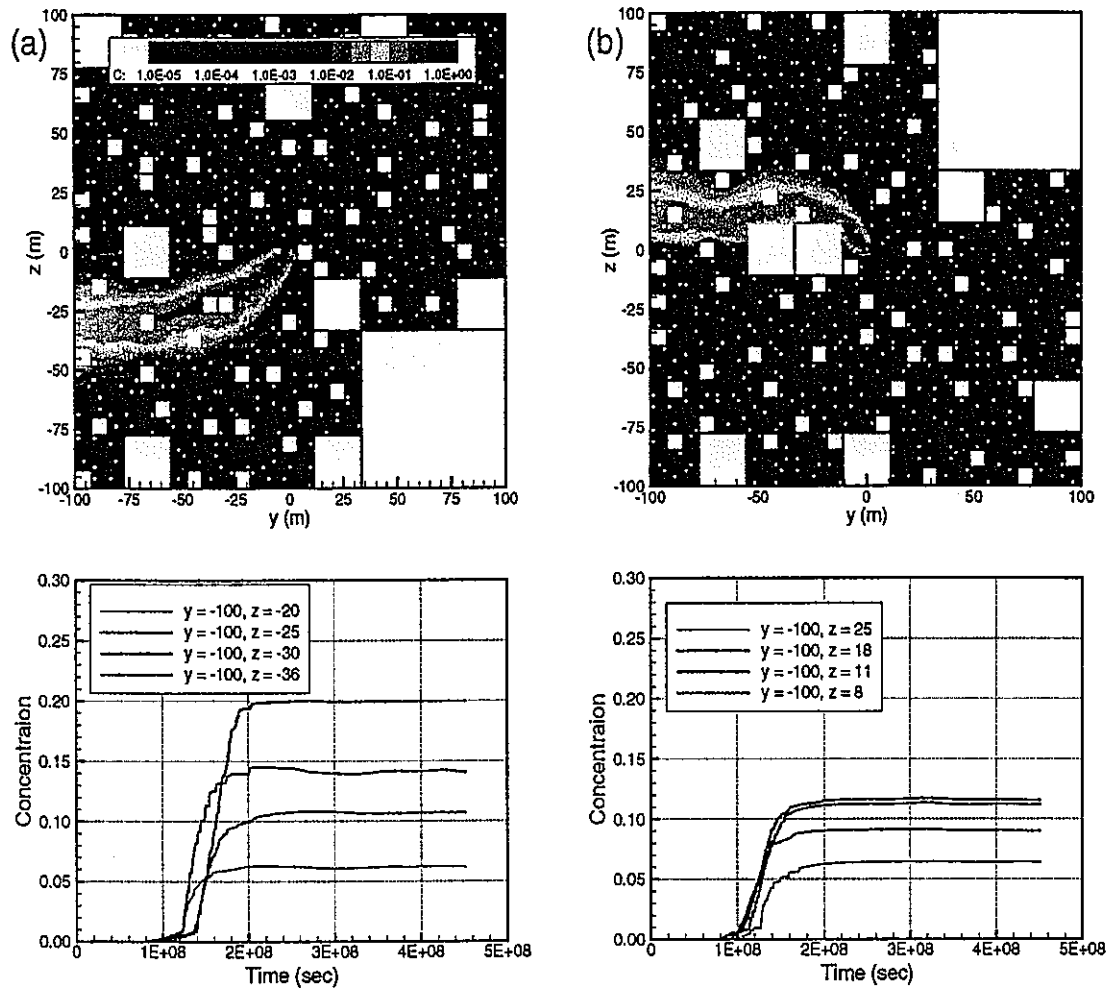 (a)
C: 1.0E-05 1.0E-04 1.0E-03 1.0E-02 1.0E-01 1.0E+00
100
75
50
25
0
-25
-50
-75
-100
z (m)
-100 -75 -50 -25 0 25 50 75 100
y (m)
(b)
100
75
50
25
0
-25
-50
-75
-100
z (m)
-100 -50 0 50 100
y (m)
0.30
0.25
0.20
0.15
0.10
0.05
0.00
Concentraion
y = -100, z = -20
y = -100, z = -25
y = -100, z = -30
y = -100, z = -36
0 1E+08 2E+08 3E+08 4E+08 5E+08
Time (sec)
0.30
0.25
0.20
0.15
0.10
0.05
0.00
Concentraion
y = -100, z = 25
y = -100, z = 18
y = -100, z = 11
y = -100, z = 8
0 1E+08 2E+08 3E+08 4E+08 5E+08
Time (sec)